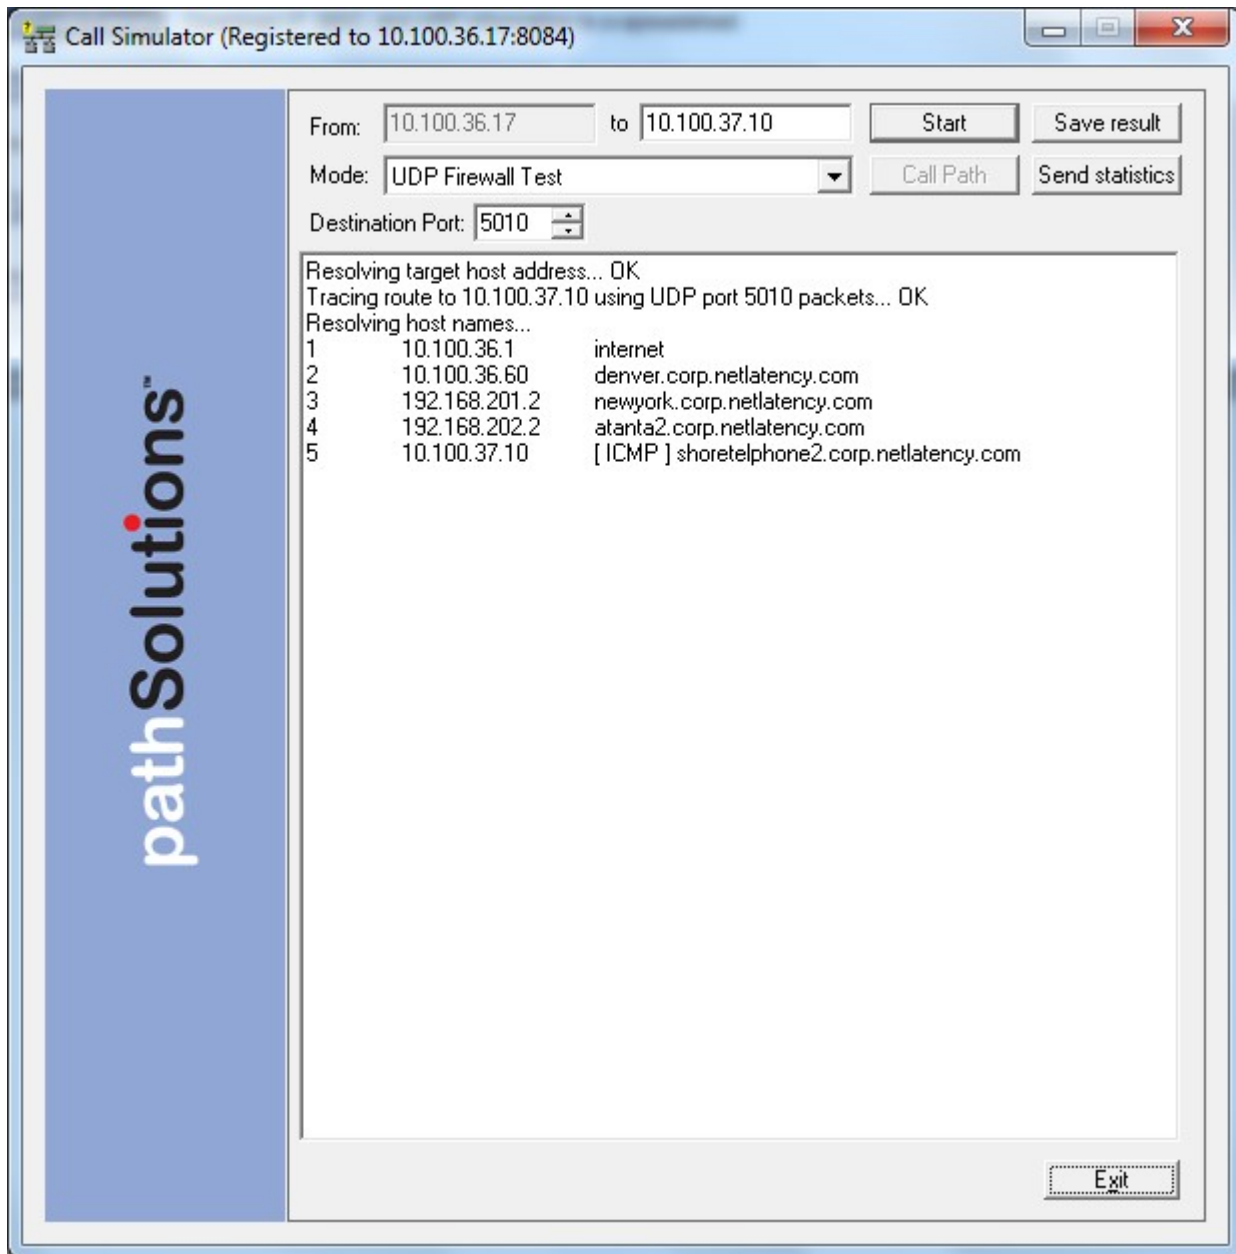 Call Simulator (Registered to 10.100.36.17:8084)
From: 10.100.36.17 to 10.100.37.10 Start Save result
Mode: UDP Firewall Test Call Path Send statistics
Destination Port: 5010
Resolving target host address... OK
Tracing route to 10.100.37.10 using UDP port 5010 packets... OK
Resolving host names...
1 10.100.36.1 internet
2 10.100.36.60 denver.corp.netlatency.com
3 192.168.201.2 newyork.corp.netlatency.com
4 192.168.202.2 atanta2.corp.netlatency.com
5 10.100.37.10 [ ICMP ] shoretelphone2.corp.netlatency.com
pathSolutions™
Exit